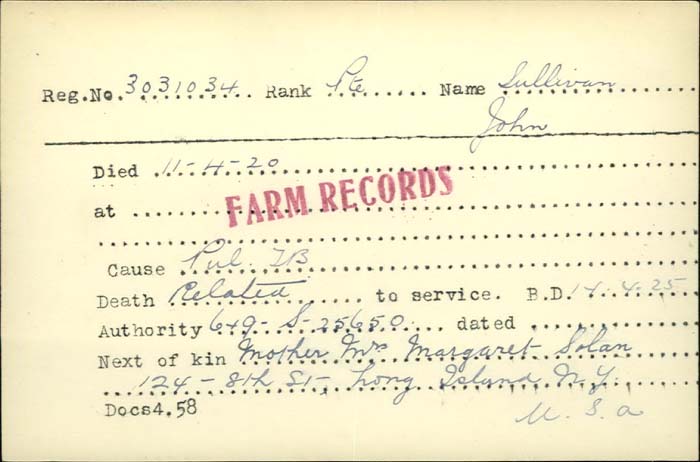 Reg.No. 3031034 Rank Pte Name Sullivan
John
Died 11-4-20
at
FARM RECORDS
Cause Pul. TB
Death Related to service. B.D. 14.4.25
Authority 649-S-25650 dated
Next of kin Mother Mrs Margaret Solan
124-8th St, Long Island N.Y.
Docs4.58 U.S.a